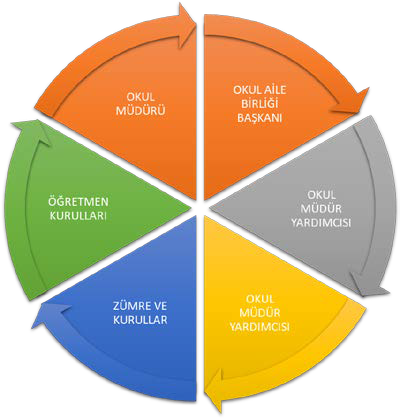 OKUL
MÜDÜRÜ
OKUL AİLE
BİRLİĞİ
BAŞKANI
OKUL
MÜDÜR
YARDIMCISI
OKUL
MÜDÜR
YARDIMCISI
ZÜMRE VE
KURULLAR
ÖĞRETMEN
KURULLARI